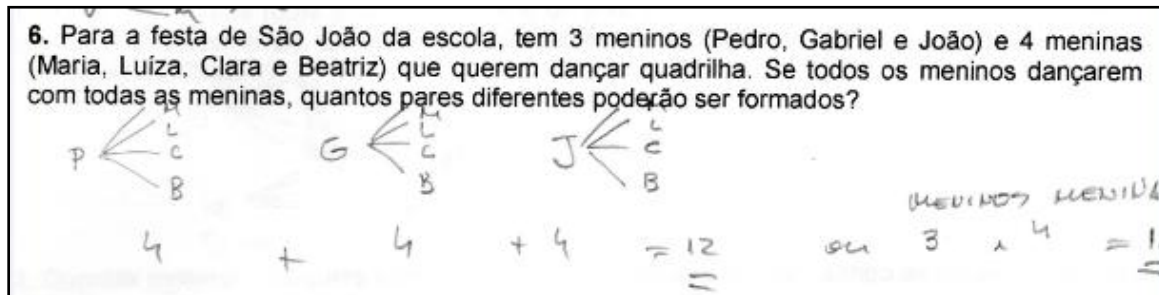 6. Para a festa de São João da escola, tem 3 meninos (Pedro, Gabriel e João) e 4 meninas
(Maria, Luíza, Clara e Beatriz) que querem dançar quadrilha. Se todos os meninos dançarem
com todas as meninas, quantos pares diferentes poderão ser formados?
M M M
L L L
P C G C J C
B B B
MENINOS MENINA
4 + 4 + 4 = 12 ou 3 x 4 = 1